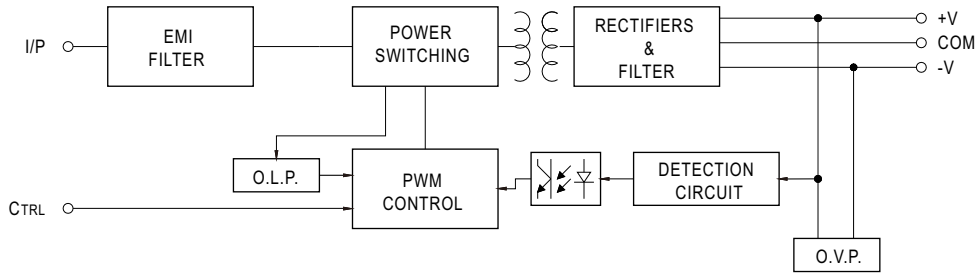 I/P
EMI
FILTER
POWER
SWITCHING
RECTIFIERS
&
FILTER
+V
COM
-V
O.L.P.
PWM
CONTROL
DETECTION
CIRCUIT
CTRL
O.V.P.